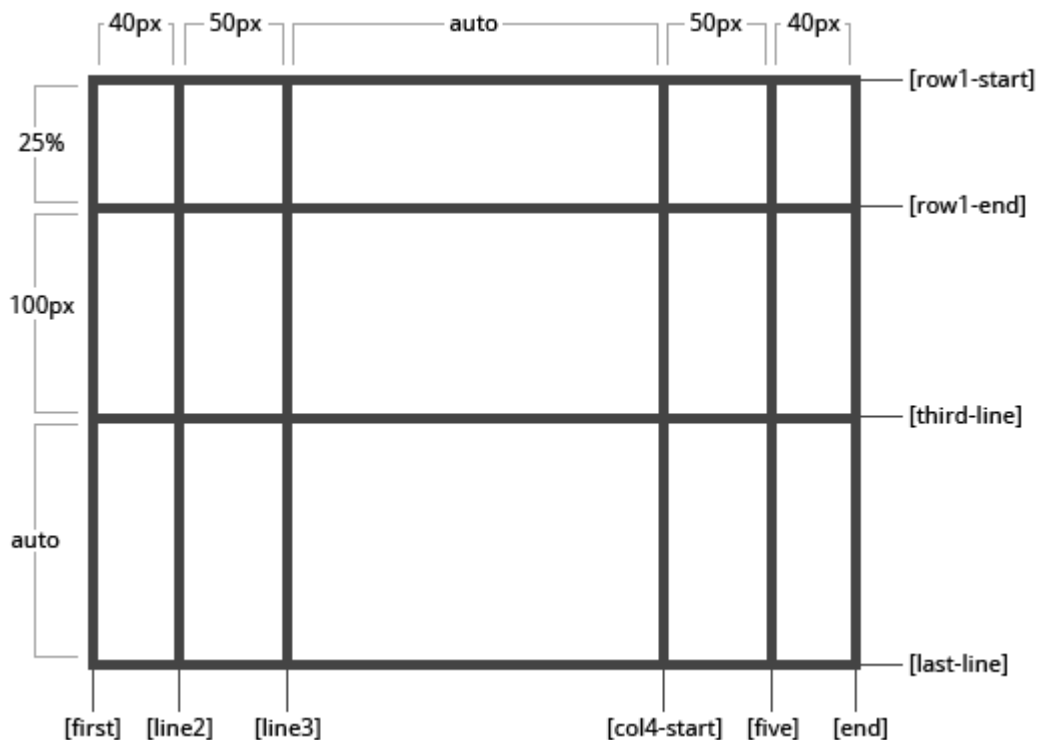 40px 50px auto 50px 40px
[row1-start]
25%
[row1-end]
100px
[third-line]
auto
[last-line]
[first] [line2] [line3] [col4-start] [five] [end]